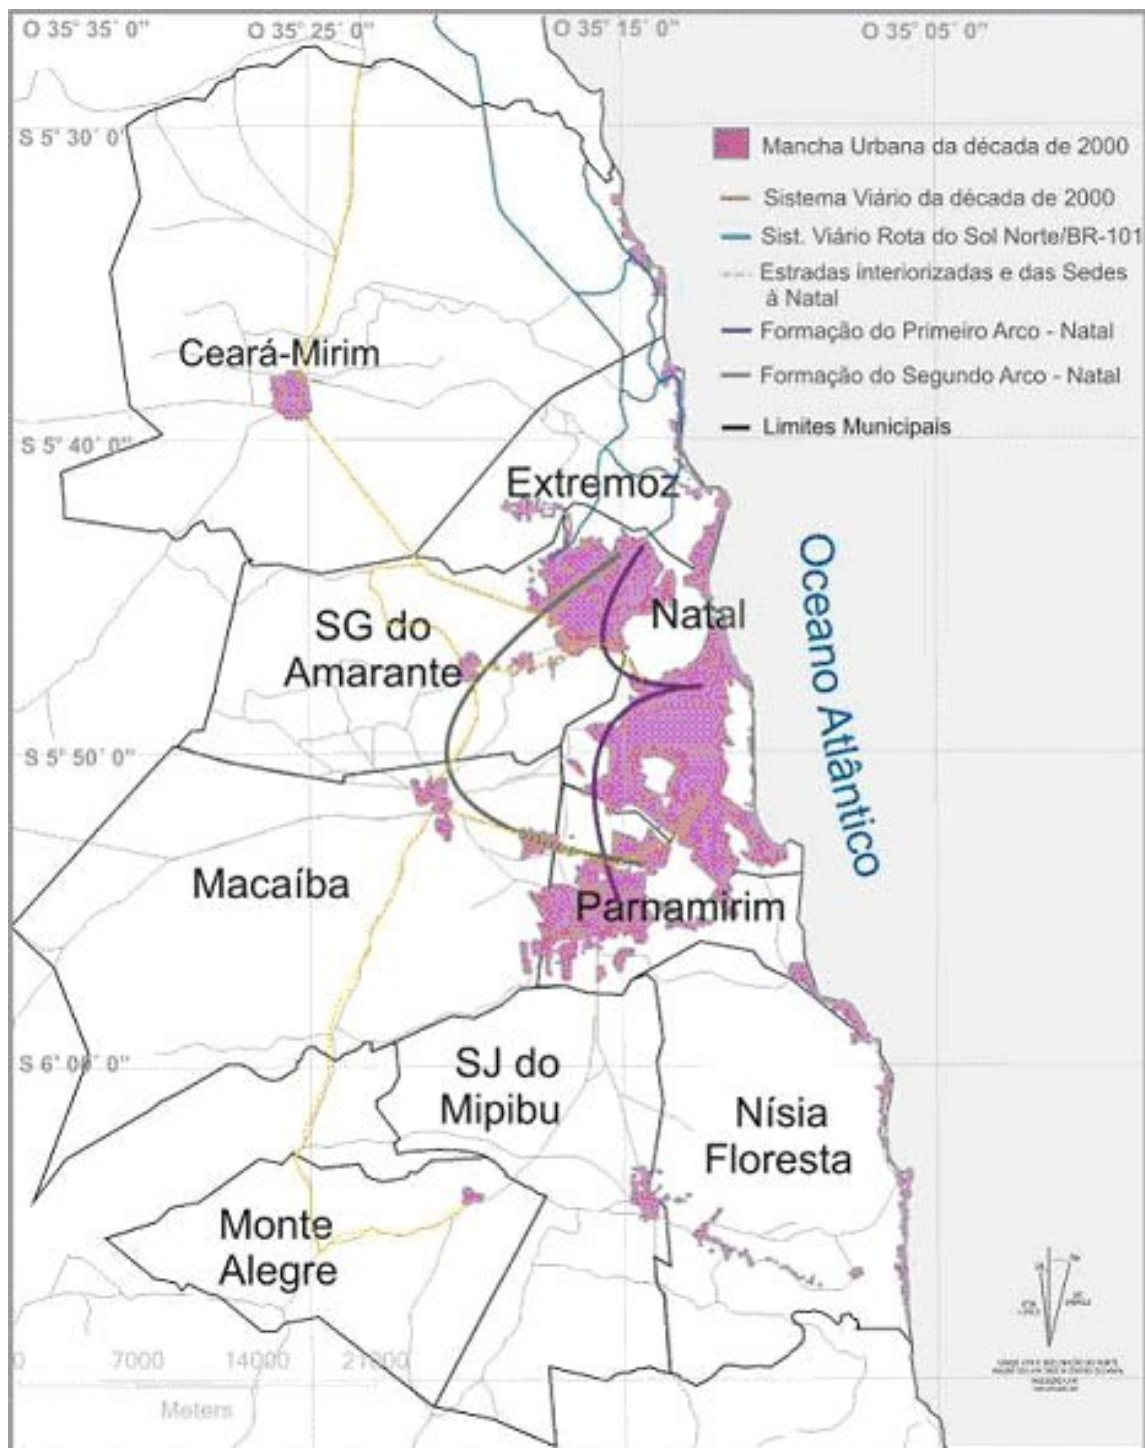 O 35° 35' 0" O 35° 25' 0" O 35° 15' 0" O 35° 05' 0"
S 5° 30' 0"
Mancha Urbana da década de 2000
Sistema Viário da década de 2000
Sist. Viário Rota do Sol Norte/BR-101
Estradas interiorizadas e das Sedes
à Natal
Formação do Primeiro Arco - Natal
Formação do Segundo Arco - Natal
Limites Municipais
Ceará-Mirim
S 5° 40' 0"
Extremoz
Oceano Atlântico
Natal
SG do
Amarante
S 5° 50' 0"
Macaíba
Parnamirim
S 6° 00' 0"
SJ do
Mipibu
Nísia
Floresta
Monte
Alegre
0 7000 14000 21000
Meters